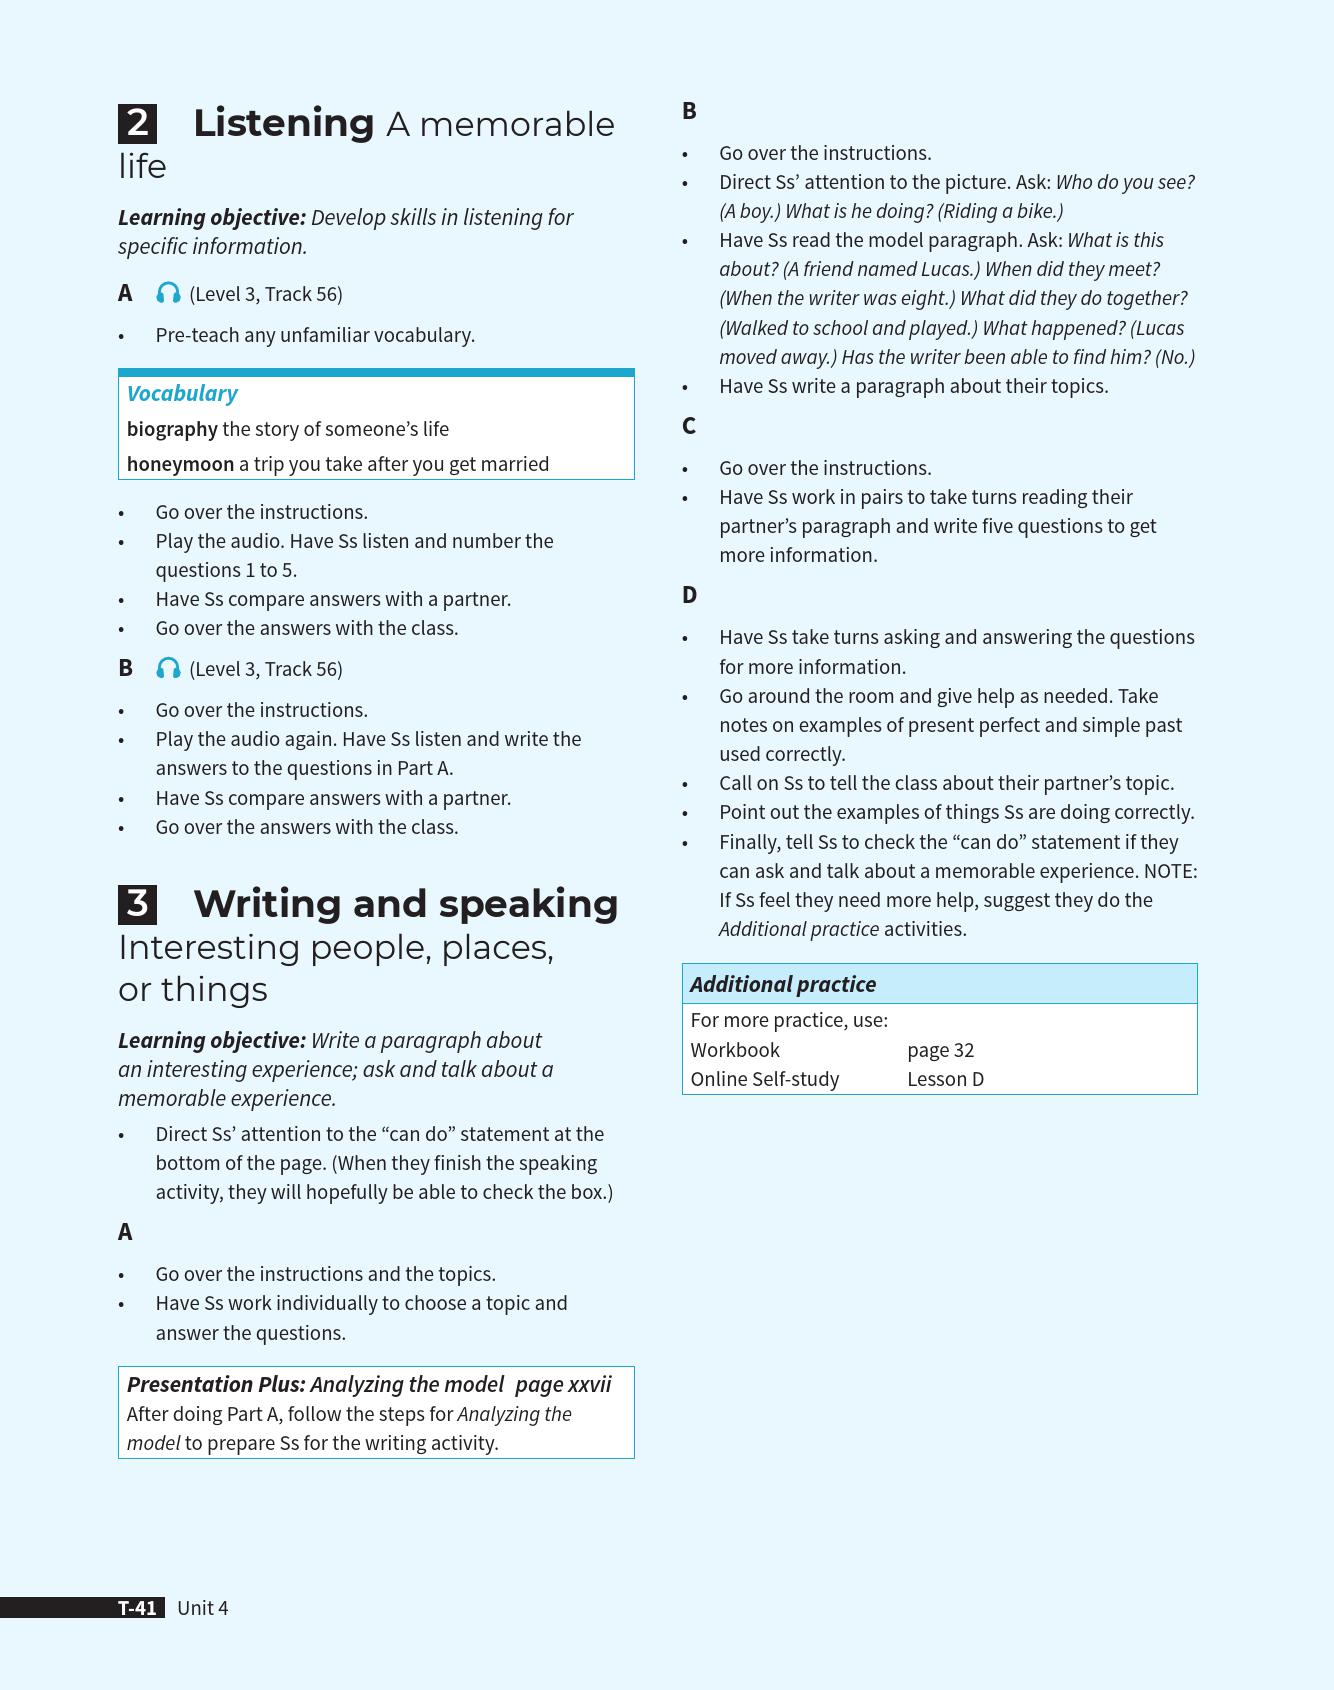 2 Listening A memorable
life
Learning objective: Develop skills in listening for
specific information.
A (Level 3, Track 56)
• Pre-teach any unfamiliar vocabulary.
Vocabulary
biography the story of someone’s life
honeymoon a trip you take after you get married
• Go over the instructions.
• Play the audio. Have Ss listen and number the
questions 1 to 5.
• Have Ss compare answers with a partner.
• Go over the answers with the class.
B (Level 3, Track 56)
• Go over the instructions.
• Play the audio again. Have Ss listen and write the
answers to the questions in Part A.
• Have Ss compare answers with a partner.
• Go over the answers with the class.
3 Writing and speaking
Interesting people, places,
or things
Learning objective: Write a paragraph about
an interesting experience; ask and talk about a
memorable experience.
• Direct Ss’ attention to the “can do” statement at the
bottom of the page. (When they finish the speaking
activity, they will hopefully be able to check the box.)
A
• Go over the instructions and the topics.
• Have Ss work individually to choose a topic and
answer the questions.
Presentation Plus: Analyzing the model page xxvii
After doing Part A, follow the steps for Analyzing the
model to prepare Ss for the writing activity.
B
• Go over the instructions.
• Direct Ss’ attention to the picture. Ask: Who do you see?
(A boy.) What is he doing? (Riding a bike.)
• Have Ss read the model paragraph. Ask: What is this
about? (A friend named Lucas.) When did they meet?
(When the writer was eight.) What did they do together?
(Walked to school and played.) What happened? (Lucas
moved away.) Has the writer been able to find him? (No.)
• Have Ss write a paragraph about their topics.
C
• Go over the instructions.
• Have Ss work in pairs to take turns reading their
partner’s paragraph and write five questions to get
more information.
D
• Have Ss take turns asking and answering the questions
for more information.
• Go around the room and give help as needed. Take
notes on examples of present perfect and simple past
used correctly.
• Call on Ss to tell the class about their partner’s topic.
• Point out the examples of things Ss are doing correctly.
• Finally, tell Ss to check the “can do” statement if they
can ask and talk about a memorable experience. NOTE:
If Ss feel they need more help, suggest they do the
Additional practice activities.
Additional practice
For more practice, use:
Workbook page 32
Online Self-study Lesson D
T-41 Unit 4